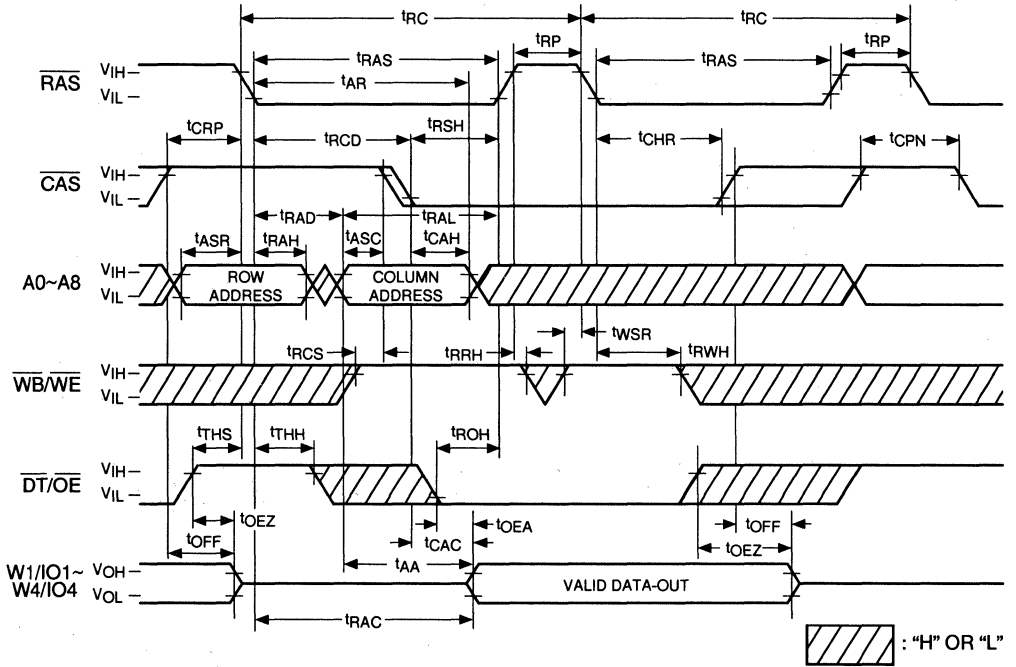 tRC tRC
tRAS tRP tRAS tRP
tAR
RAS VIH
VIL
tCRP tRCD tRSH tCHR tCPN
CAS VIH
VIL
tRAD tRAL
tASR tRAH tASC tCAH
A0~A8 VIH
VIL
ROW ADDRESS
COLUMN ADDRESS
tWSR
tRCS tRRH tRWH
WB/WE VIH
VIL
tTHS tTHH tROH
DT/OE VIH
VIL
tOEZ tOEA tOFF
tOFF tCAC tOEZ
tAA
W1/IO1~
W4/IO4
VOH
VOL
VALID DATA-OUT
tRAC
: “H” OR “L”